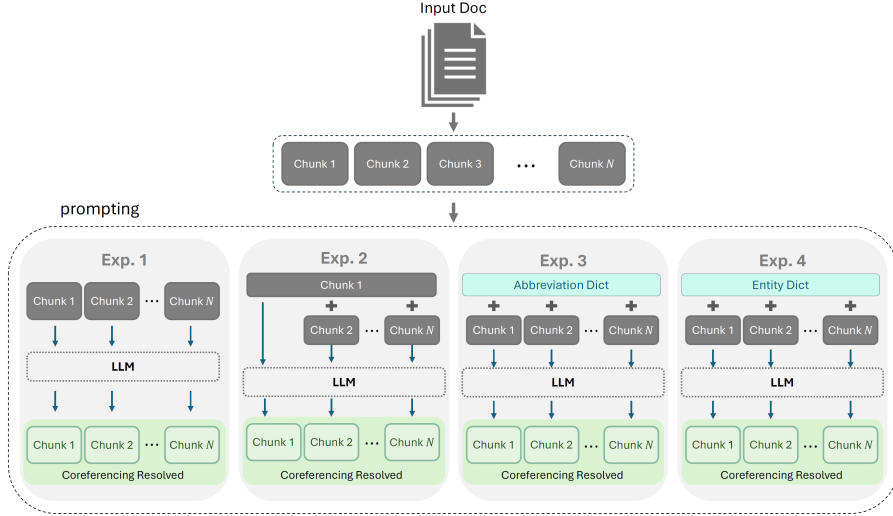 Input Doc
Chunk 1 Chunk 2 Chunk 3 ... Chunk N
prompting
Exp. 1
Chunk 1 Chunk 2 ... Chunk N
LLM
Chunk 1 Chunk 2 ... Chunk N
Coreferencing Resolved
Exp. 2
Chunk 1
+ +
Chunk 2 ... Chunk N
LLM
Chunk 1 Chunk 2 ... Chunk N
Coreferencing Resolved
Exp. 3
Abbreviation Dict
+ + +
Chunk 1 Chunk 2 ... Chunk N
LLM
Chunk 1 Chunk 2 ... Chunk N
Coreferencing Resolved
Exp. 4
Entity Dict
+ + +
Chunk 1 Chunk 2 ... Chunk N
LLM
Chunk 1 Chunk 2 ... Chunk N
Coreferencing Resolved